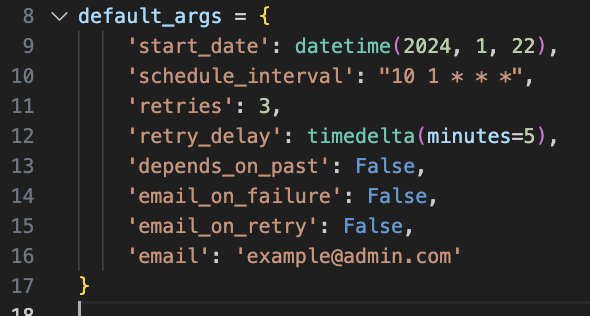 8 default_args = {
9 'start_date': datetime(2024, 1, 22),
10 'schedule_interval': "10 1 * * *",
11 'retries': 3,
12 'retry_delay': timedelta(minutes=5),
13 'depends_on_past': False,
14 'email_on_failure': False,
15 'email_on_retry': False,
16 'email': 'example@admin.com'
17 }
18